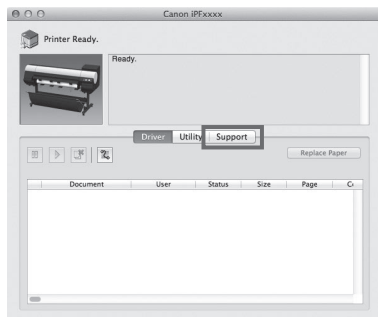 Canon iPFxxxx
Printer Ready.
Ready.
Driver Utility Support
Replace Paper
Document User Status Size Page